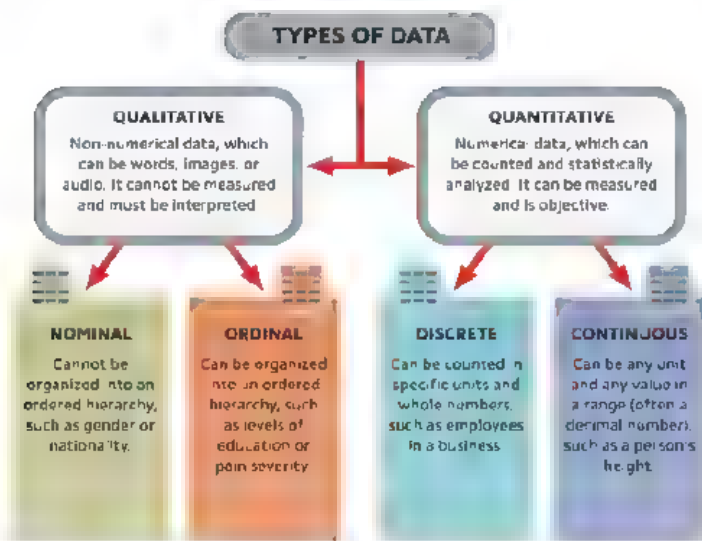 TYPES OF DATA
QUALITATIVE
Non-numerical data, which
can be words, images, or
audio. It cannot be measured
and must be interpreted
QUANTITATIVE
Numerical data, which can
be counted and statistically
analyzed. It can be measured
and is objective.
NOMINAL
Cannot be
organized into an
ordered hierarchy,
such as gender or
nationality.
ORDINAL
Can be organized
into an ordered
hierarchy, such
as levels of
education or
pain severity
DISCRETE
Can be counted in
specific units and
whole numbers,
such as employees
in a business
CONTINUOUS
Can be any unit
and any value in
a range (often a
decimal number),
such as a person's
height